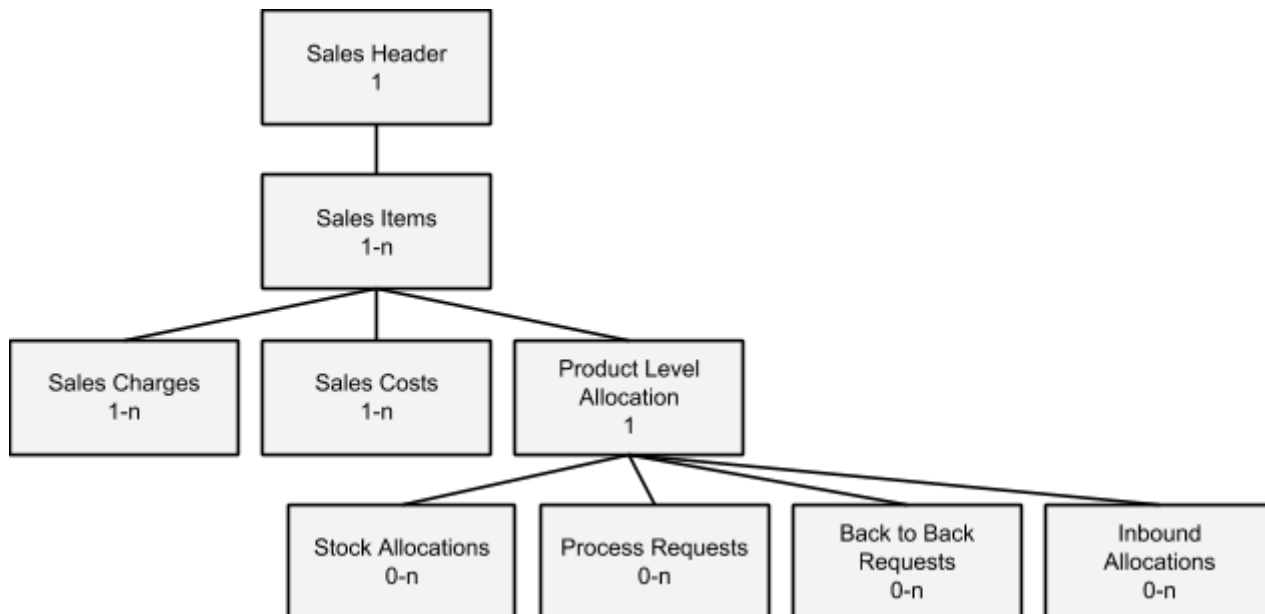 Sales Header
1
Sales Items
1-n
Sales Charges
1-n
Sales Costs
1-n
Product Level
Allocation
1
Stock Allocations
0-n
Process Requests
0-n
Back to Back
Requests
0-n
Inbound
Allocations
0-n